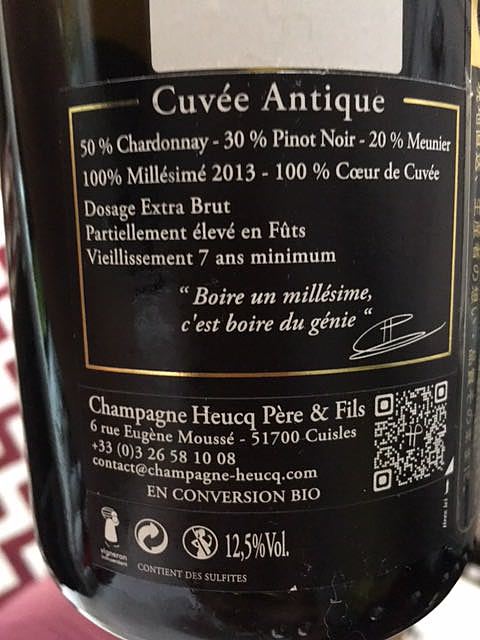 Cuvée Antique
50 % Chardonnay - 30 % Pinot Noir - 20 % Meunier
100% Millésimé 2013 - 100 % Cœur de Cuvée
Dosage Extra Brut
Partiellement élevé en Fûts
Vieillissement 7 ans minimum
“ Boire un millésime,
c'est boire du génie “
Champagne Heucq Père & Fils
6 rue Eugène Moussé - 51700 Cuisles
+33 (0)3 26 58 10 08
contact@champagne-heucq.com
EN CONVERSION BIO
vigneron
indépendant
12,5%Vol.
CONTIENT DES SULFITES